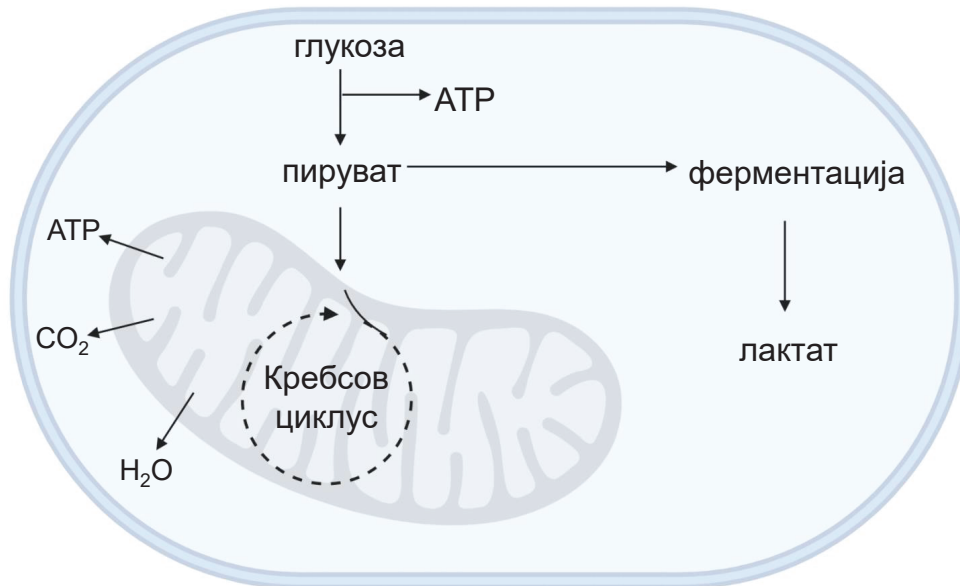 глукоза
ATP
пируват
ферментација
ATP
CO₂
H₂O
Кребсов
циклус
лактат